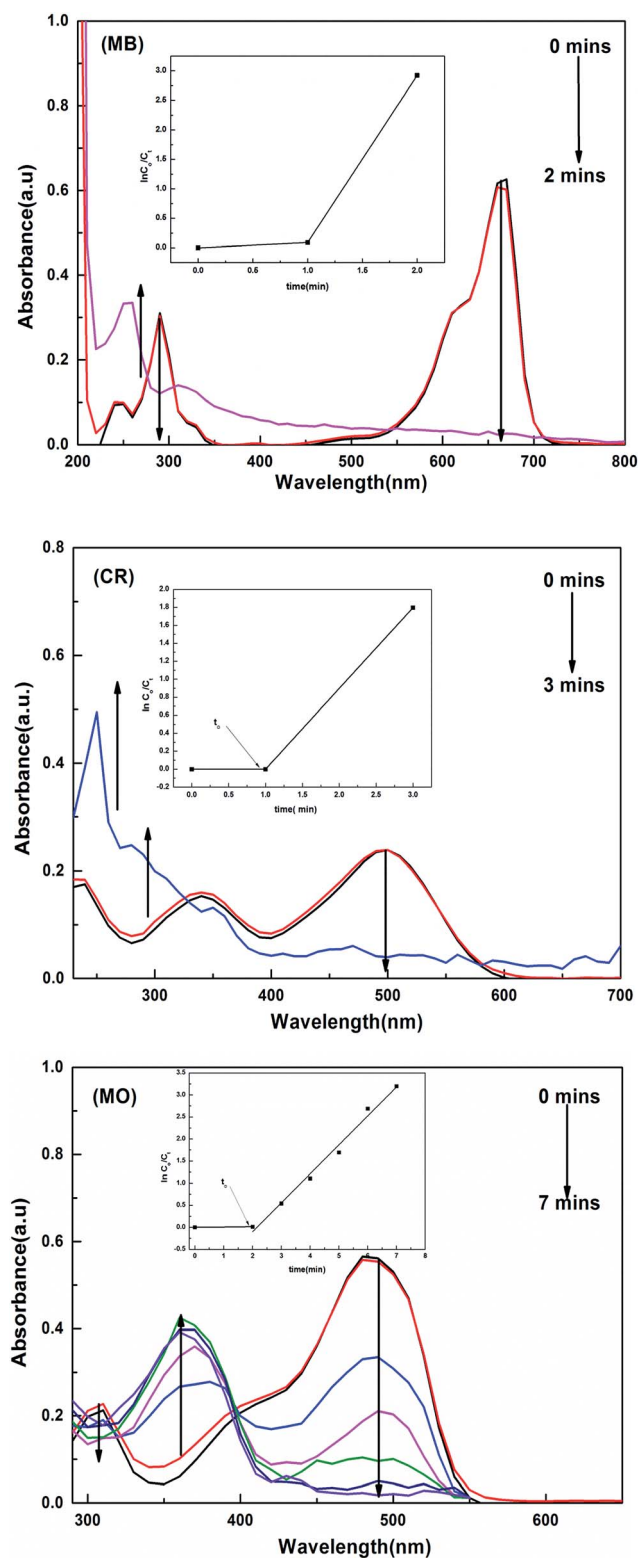 (MB)
0 mins
2 mins
Absorbance(a.u)
1.0
0.8
0.6
0.4
0.2
0.0
200 300 400 500 600 700 800
Wavelength(nm)
lnCo/Ct
3.0
2.5
2.0
1.5
1.0
0.5
0.0
0.0 0.5 1.0 1.5 2.0
time(min)
(CR)
0 mins
3 mins
Absorbance(a.u.)
0.8
0.6
0.4
0.2
0.0
300 400 500 600 700
Wavelength(nm)
ln Co/Ct
2.0
1.8
1.6
1.4
1.2
1.0
0.8
0.6
0.4
0.2
0.0
-0.2
to
0.0 0.5 1.0 1.5 2.0 2.5 3.0
time( min)
(MO)
0 mins
7 mins
Absorbance(a.u)
1.0
0.8
0.6
0.4
0.2
0.0
300 400 500 600
Wavelength(nm)
ln Co/Ct
3.5
3.0
2.5
2.0
1.5
1.0
0.5
0.0
-0.5
to
0 1 2 3 4 5 6 7 8
time(min)